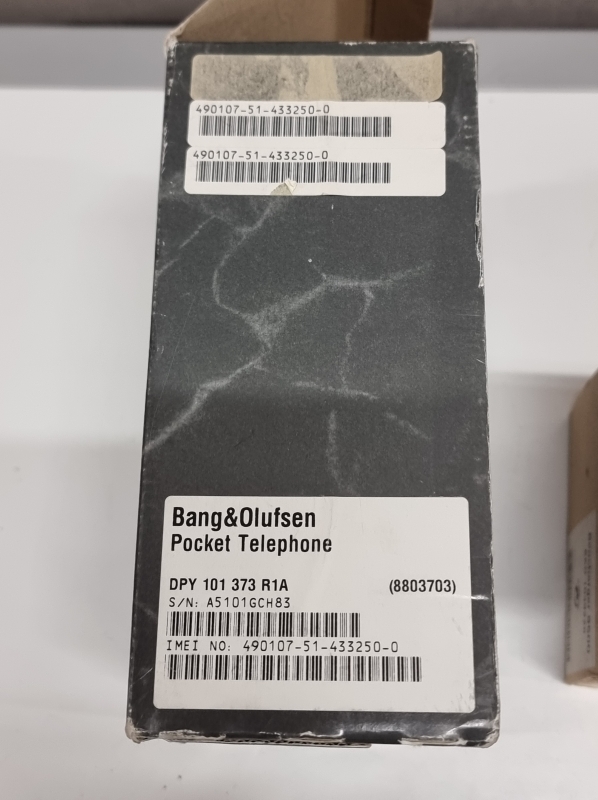 490107-51-433250-0
490107-51-433250-0
Bang&Olufsen
Pocket Telephone
DPY 101 373 R1A (8803703)
S/N: A5101GCH83
IMEI NO: 490107-51-433250-0